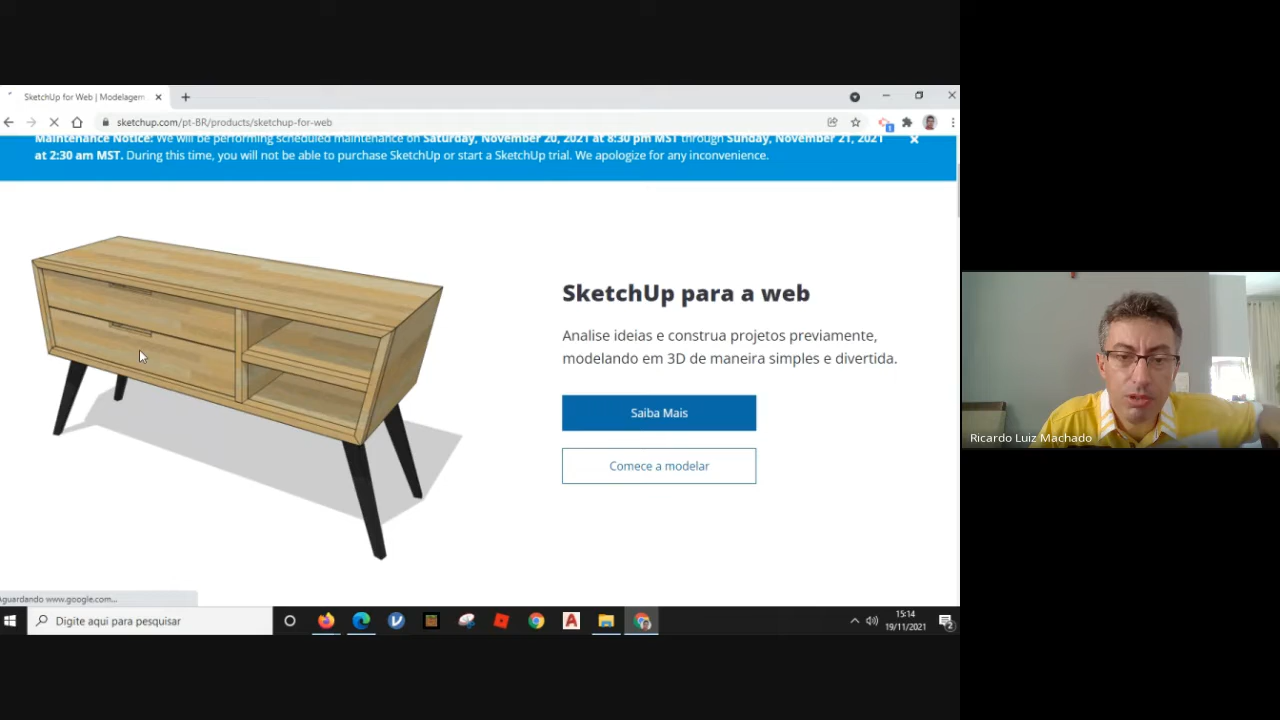 SketchUp for Web | Modelagem
sketchup.com/pt-BR/products/sketchup-for-web
Maintenance Notice: We will be performing scheduled maintenance on Saturday, November 20, 2021 at 8:30 pm MST through Sunday, November 21, 2021
at 2:30 am MST. During this time, you will not be able to purchase SketchUp or start a SketchUp trial. We apologize for any inconvenience.
SketchUp para a web
Analise ideias e construa projetos previamente,
modelando em 3D de maneira simples e divertida.
Saiba Mais
Comece a modelar
Ricardo Luiz Machado
Aguardando www.google.com...
Digite aqui para pesquisar
A
15:14
19/11/2021
2